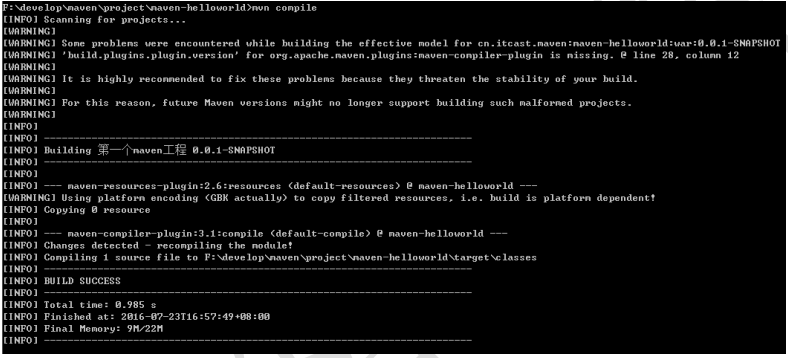 F:\develop\maven\project\maven-helloworld>mvn compile
[INFO] Scanning for projects...
[WARNING]
[WARNING] Some problems were encountered while building the effective model for cn.itcast.maven:maven-helloworld:war:0.0.1-SNAPSHOT
[WARNING] 'build.plugins.plugin.version' for org.apache.maven.plugins:maven-compiler-plugin is missing. @ line 28, column 12
[WARNING]
[WARNING] It is highly recommended to fix these problems because they threaten the stability of your build.
[WARNING]
[WARNING] For this reason, future Maven versions might no longer support building such malformed projects.
[WARNING]
[INFO]
[INFO] ------------------------------------------------------------------------
[INFO] Building 第一个maven工程 0.0.1-SNAPSHOT
[INFO] ------------------------------------------------------------------------
[INFO]
[INFO] --- maven-resources-plugin:2.6:resources (default-resources) @ maven-helloworld ---
[WARNING] Using platform encoding (GBK actually) to copy filtered resources, i.e. build is platform dependent!
[INFO] Copying 0 resource
[INFO]
[INFO] --- maven-compiler-plugin:3.1:compile (default-compile) @ maven-helloworld ---
[INFO] Changes detected - recompiling the module!
[INFO] Compiling 1 source file to F:\develop\maven\project\maven-helloworld\target\classes
[INFO] ------------------------------------------------------------------------
[INFO] BUILD SUCCESS
[INFO] ------------------------------------------------------------------------
[INFO] Total time: 0.985 s
[INFO] Finished at: 2016-07-23T16:57:49+08:00
[INFO] Final Memory: 9M/22M
[INFO] ------------------------------------------------------------------------